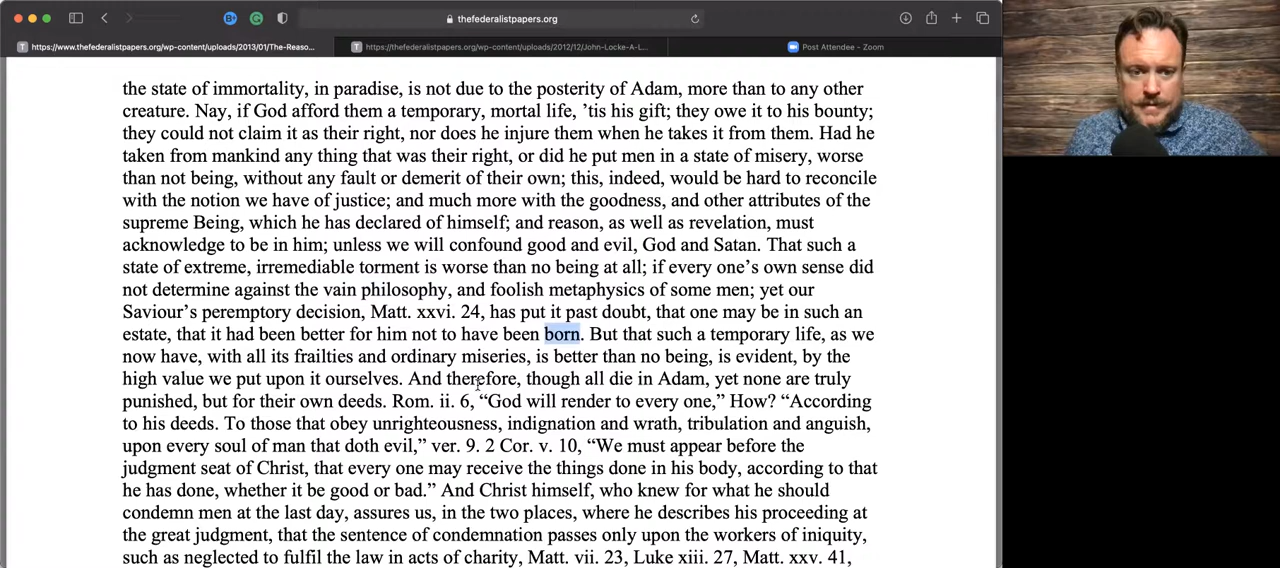 thefederalistpapers.org
https://www.thefederalistpapers.org/wp-content/uploads/2013/01/The-Reaso...
https://thefederalistpapers.org/wp-content/uploads/2012/12/John-Locke-A-L...
Post Attendee - Zoom
the state of immortality, in paradise, is not due to the posterity of Adam, more than to any other
creature. Nay, if God afford them a temporary, mortal life, ’tis his gift; they owe it to his bounty;
they could not claim it as their right, nor does he injure them when he takes it from them. Had he
taken from mankind any thing that was their right, or did he put men in a state of misery, worse
than not being, without any fault or demerit of their own; this, indeed, would be hard to reconcile
with the notion we have of justice; and much more with the goodness, and other attributes of the
supreme Being, which he has declared of himself; and reason, as well as revelation, must
acknowledge to be in him; unless we will confound good and evil, God and Satan. That such a
state of extreme, irremediable torment is worse than no being at all; if every one’s own sense did
not determine against the vain philosophy, and foolish metaphysics of some men; yet our
Saviour’s peremptory decision, Matt. xxvi. 24, has put it past doubt, that one may be in such an
estate, that it had been better for him not to have been born. But that such a temporary life, as we
now have, with all its frailties and ordinary miseries, is better than no being, is evident, by the
high value we put upon it ourselves. And therefore, though all die in Adam, yet none are truly
punished, but for their own deeds. Rom. ii. 6, “God will render to every one,” How? “According
to his deeds. To those that obey unrighteousness, indignation and wrath, tribulation and anguish,
upon every soul of man that doth evil,” ver. 9. 2 Cor. v. 10, “We must appear before the
judgment seat of Christ, that every one may receive the things done in his body, according to that
he has done, whether it be good or bad.” And Christ himself, who knew for what he should
condemn men at the last day, assures us, in the two places, where he describes his proceeding at
the great judgment, that the sentence of condemnation passes only upon the workers of iniquity,
such as neglected to fulfil the law in acts of charity, Matt. vii. 23, Luke xiii. 27, Matt. xxv. 41,